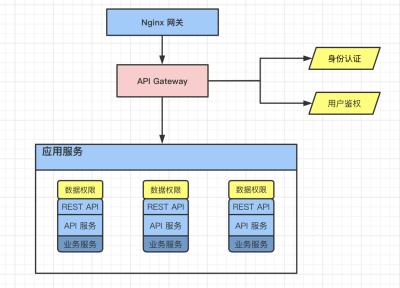 Nginx 网关
API Gateway
身份认证
用户鉴权
应用服务
数据权限 数据权限 数据权限
REST API REST API REST API
API 服务 API 服务 API 服务
业务服务 业务服务 业务服务